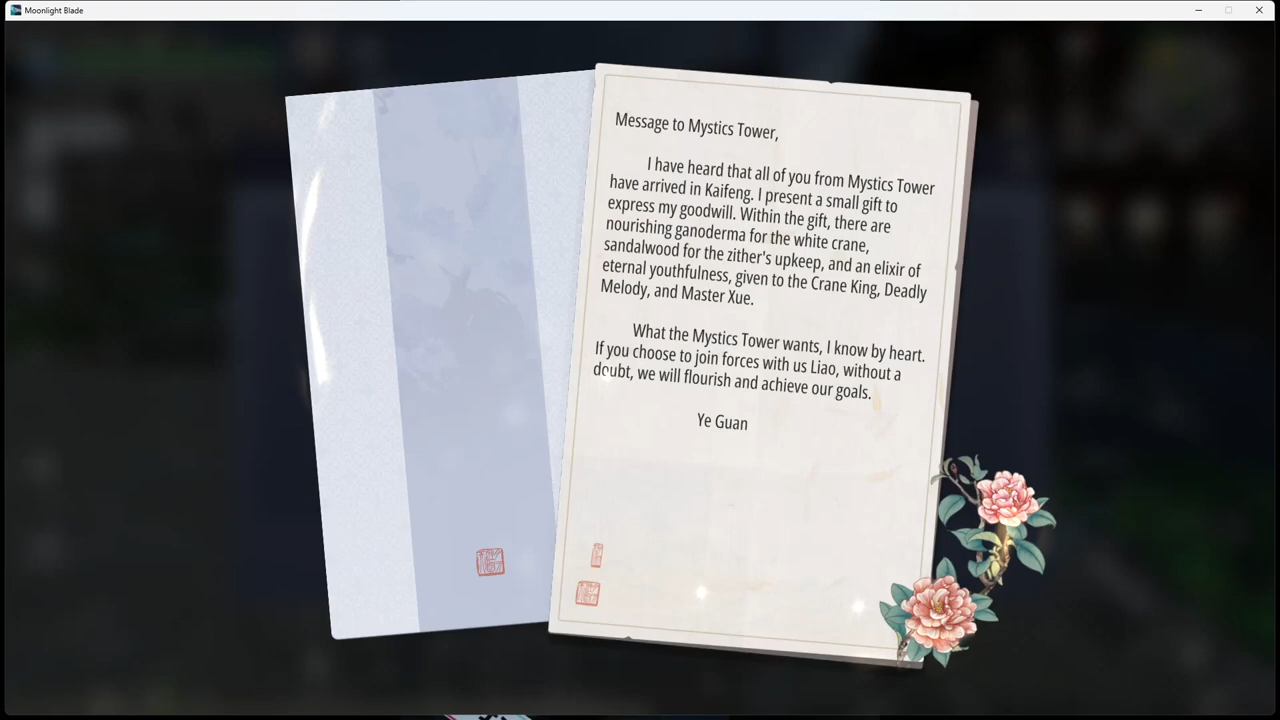 Moonlight Blade
Message to Mystics Tower,
I have heard that all of you from Mystics Tower
have arrived in Kaifeng. I present a small gift to
express my goodwill. Within the gift, there are
nourishing ganoderma for the white crane,
sandalwood for the zither's upkeep, and an elixir of
eternal youthfulness, given to the Crane King, Deadly
Melody, and Master Xue.
What the Mystics Tower wants, I know by heart.
If you choose to join forces with us Liao, without a
doubt, we will flourish and achieve our goals.
Ye Guan